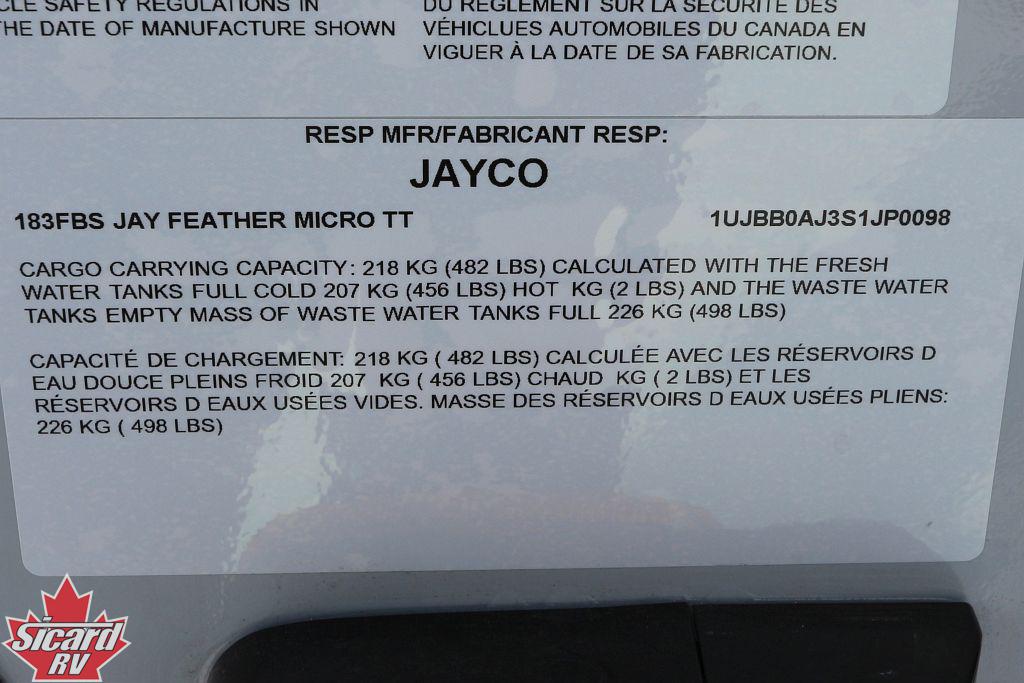 CLE SAFETY REGULATIONS IN
THE DATE OF MANUFACTURE SHOWN
DU RÈGLEMENT SUR LA SÉCURITÉ DES
VÉHICLUES AUTOMOBILES DU CANADA EN
VIGUER À LA DATE DE SA FABRICATION.
RESP MFR/FABRICANT RESP:
JAYCO
183FBS JAY FEATHER MICRO TT 1UJBB0AJ3S1JP0098
CARGO CARRYING CAPACITY: 218 KG (482 LBS) CALCULATED WITH THE FRESH
WATER TANKS FULL COLD 207 KG (456 LBS) HOT KG (2 LBS) AND THE WASTE WATER
TANKS EMPTY MASS OF WASTE WATER TANKS FULL 226 KG (498 LBS)
CAPACITÉ DE CHARGEMENT: 218 KG ( 482 LBS) CALCULÉE AVEC LES RÉSERVOIRS D
EAU DOUCE PLEINS FROID 207 KG ( 456 LBS) CHAUD KG ( 2 LBS) ET LES
RÉSERVOIRS D EAUX USÉES VIDES. MASSE DES RÉSERVOIRS D EAUX USÉES PLIENS:
226 KG ( 498 LBS)
Sicard
RV